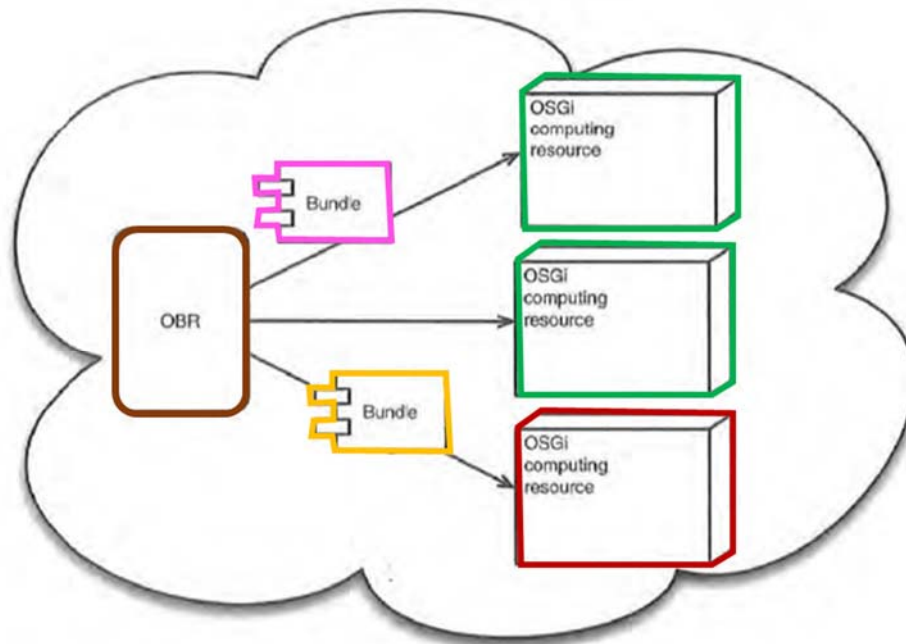 OSGi
computing
resource
Bundle
OSGi
computing
resource
OBR
Bundle
OSGi
computing
resource